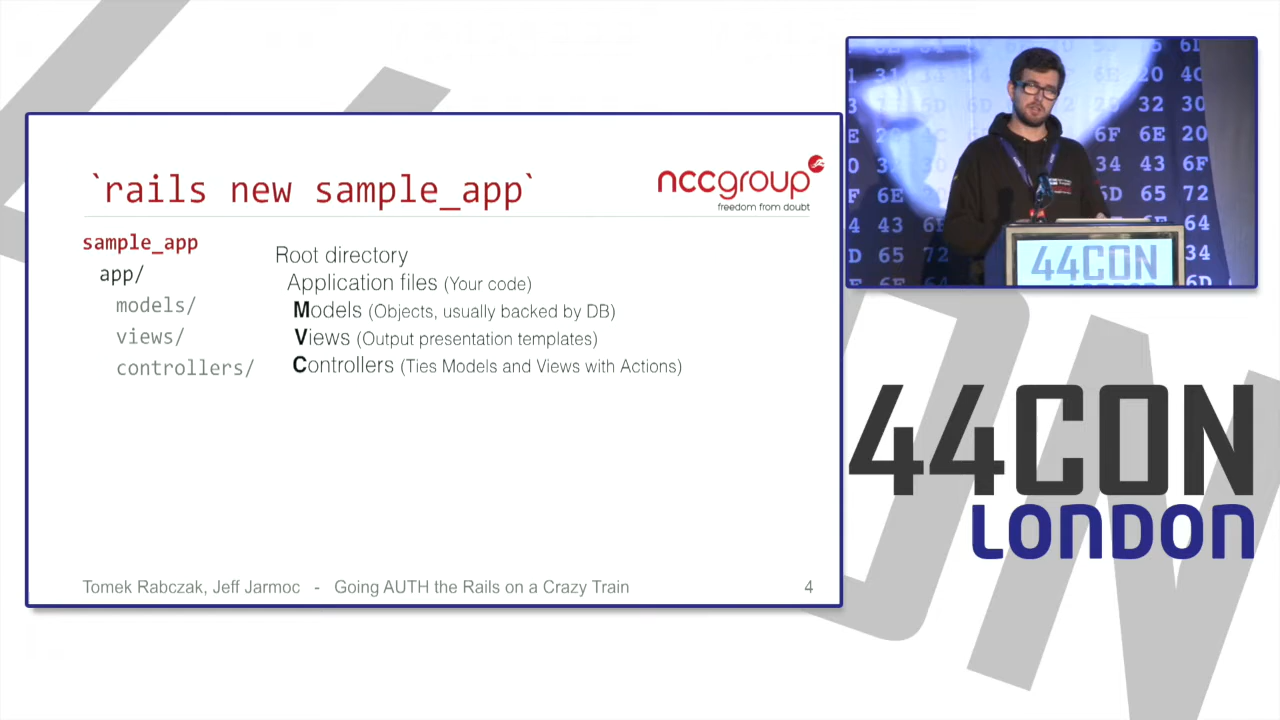 `rails new sample_app`
nccgroup
freedom from doubt
sample_app
Root directory
app/
Application files (Your code)
models/
Models (Objects, usually backed by DB)
views/
Views (Output presentation templates)
controllers/
Controllers (Ties Models and Views with Actions)
Tomek Rabczak, Jeff Jarmoc - Going AUTH the Rails on a Crazy Train
4
44CON
44CON
LONDON